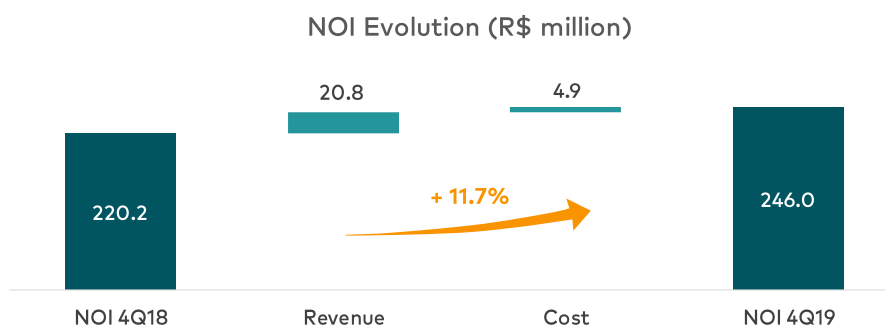 NOI Evolution (R$ million)
20.8
4.9
+ 11.7%
220.2
246.0
NOI 4Q18
Revenue
Cost
NOI 4Q19